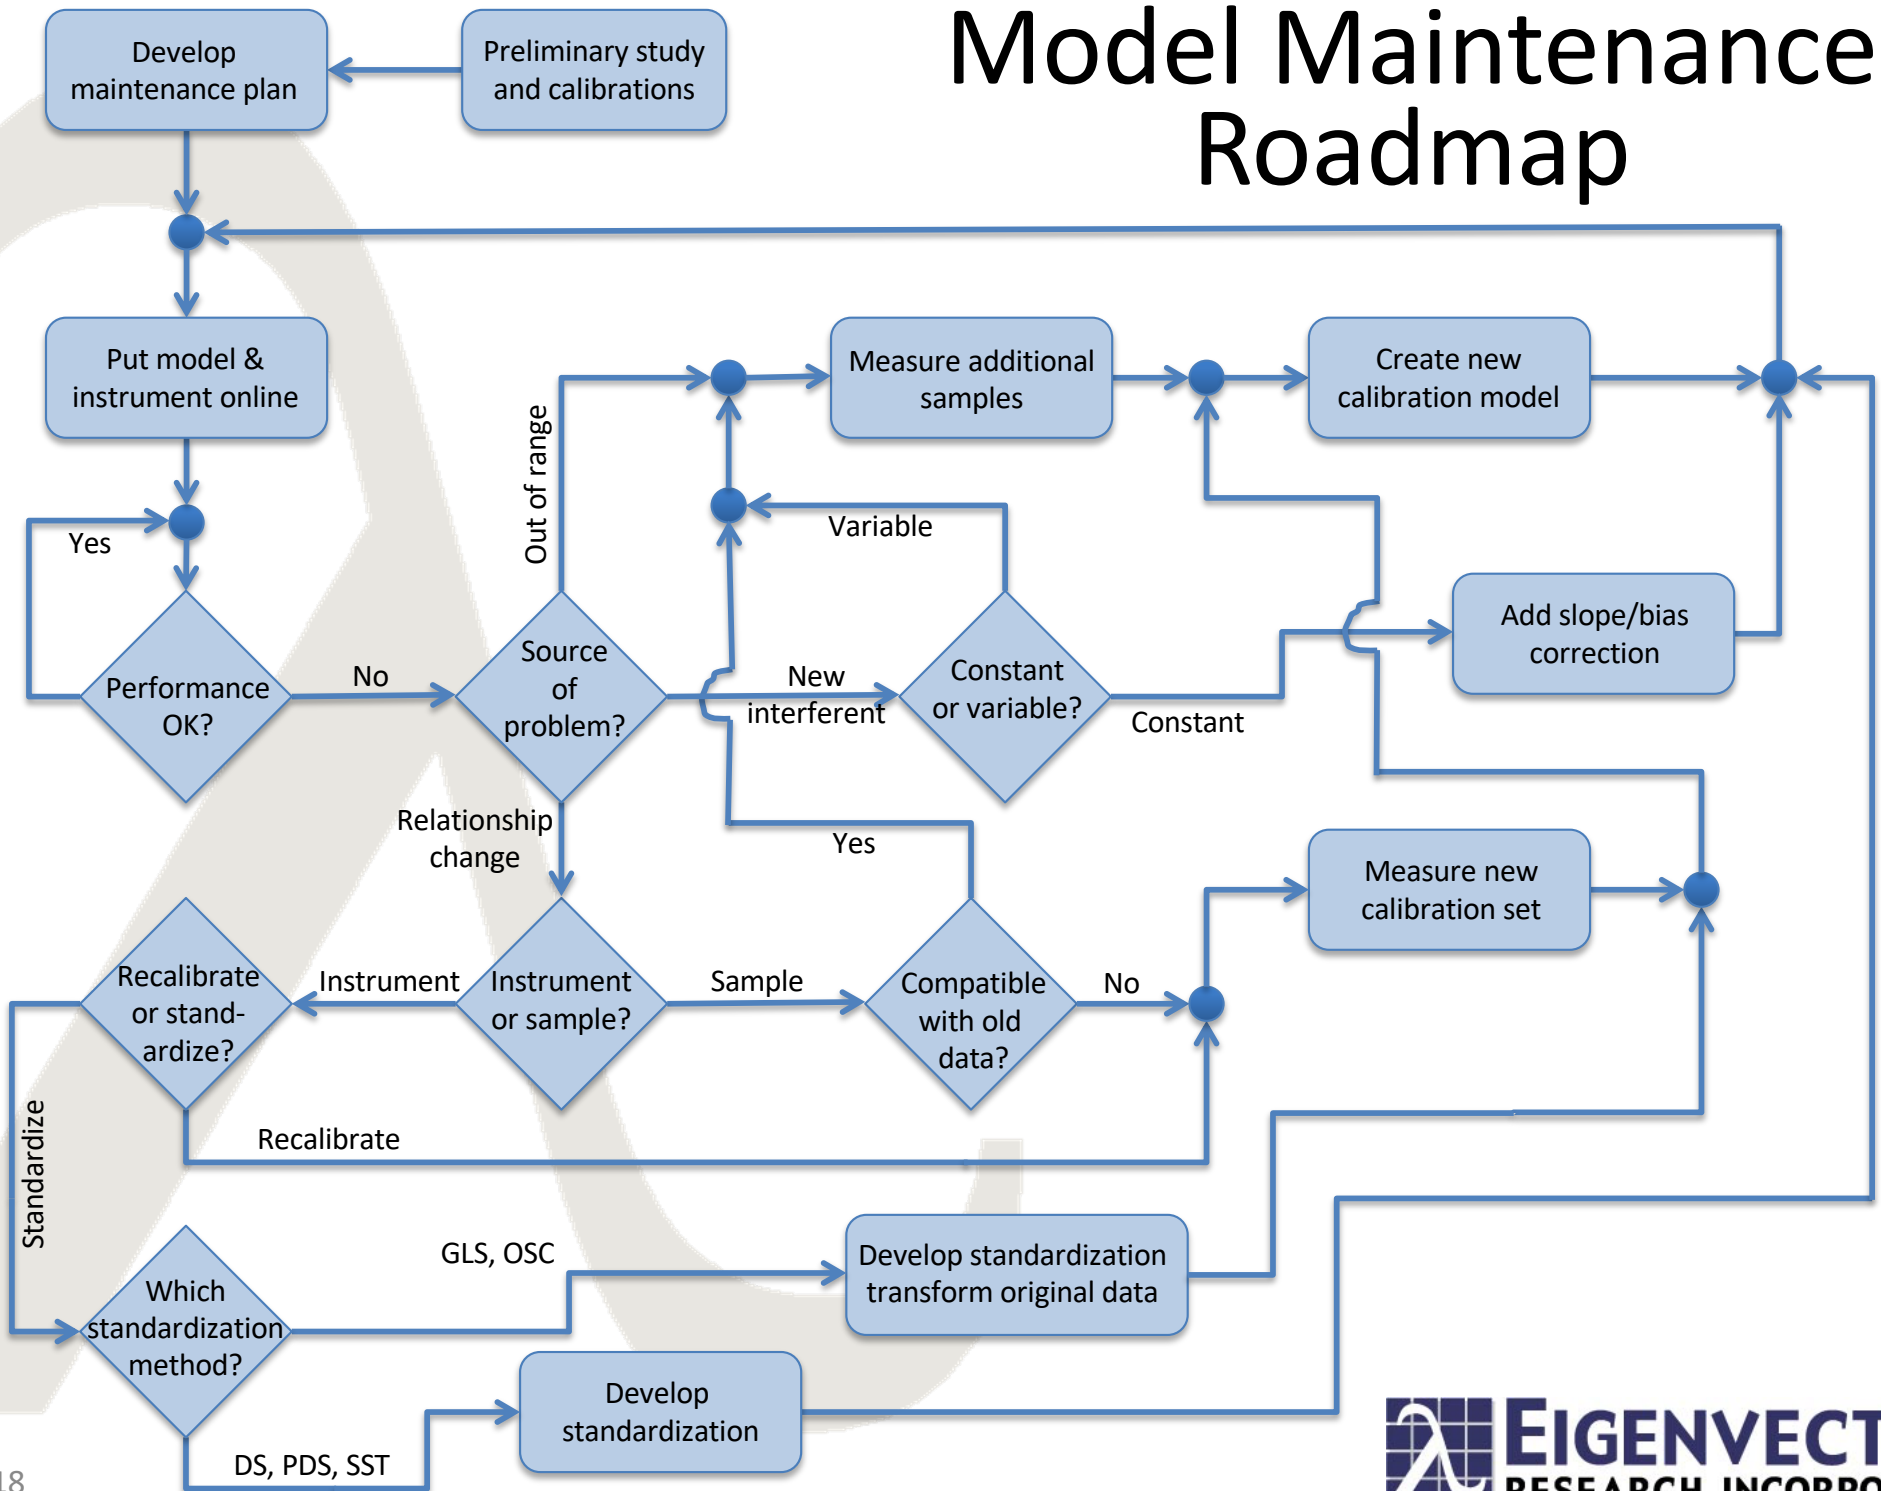 Model Maintenance
Roadmap
Develop
maintenance plan
Preliminary study
and calibrations
Put model &
instrument online
Measure additional
samples
Create new
calibration model
Out of range
Yes
Variable
Add slope/bias
correction
Performance
OK?
No
Source
of
problem?
New
interferent
Constant
or variable?
Constant
Relationship
change
Yes
Measure new
calibration set
Recalibrate
or stand-
ardize?
Instrument
Instrument
or sample?
Sample
Compatible
with old
data?
No
Standardize
Recalibrate
GLS, OSC
Develop standardization
transform original data
Which
standardization
method?
Develop
standardization
DS, PDS, SST
18
EIGENVECT
RESEARCH INCORPO